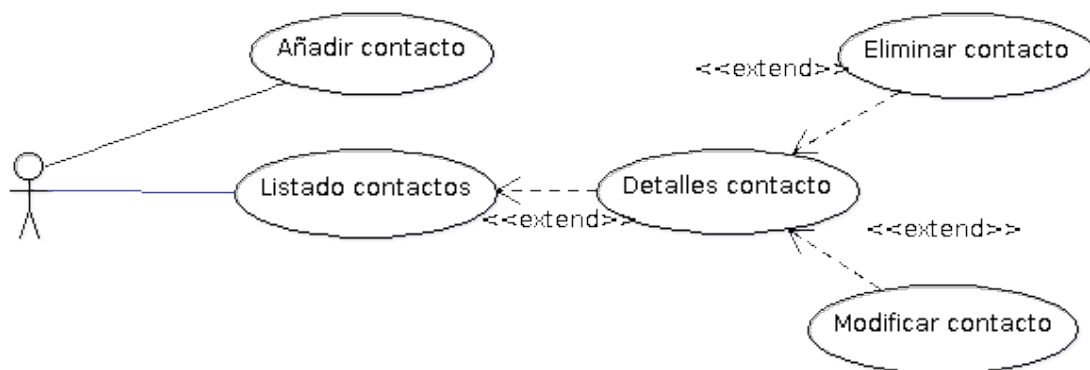 Añadir contacto
Eliminar contacto
<<extend>>
Listado contactos
Detalles contacto
<<extend>>
<<extend>>
Modificar contacto